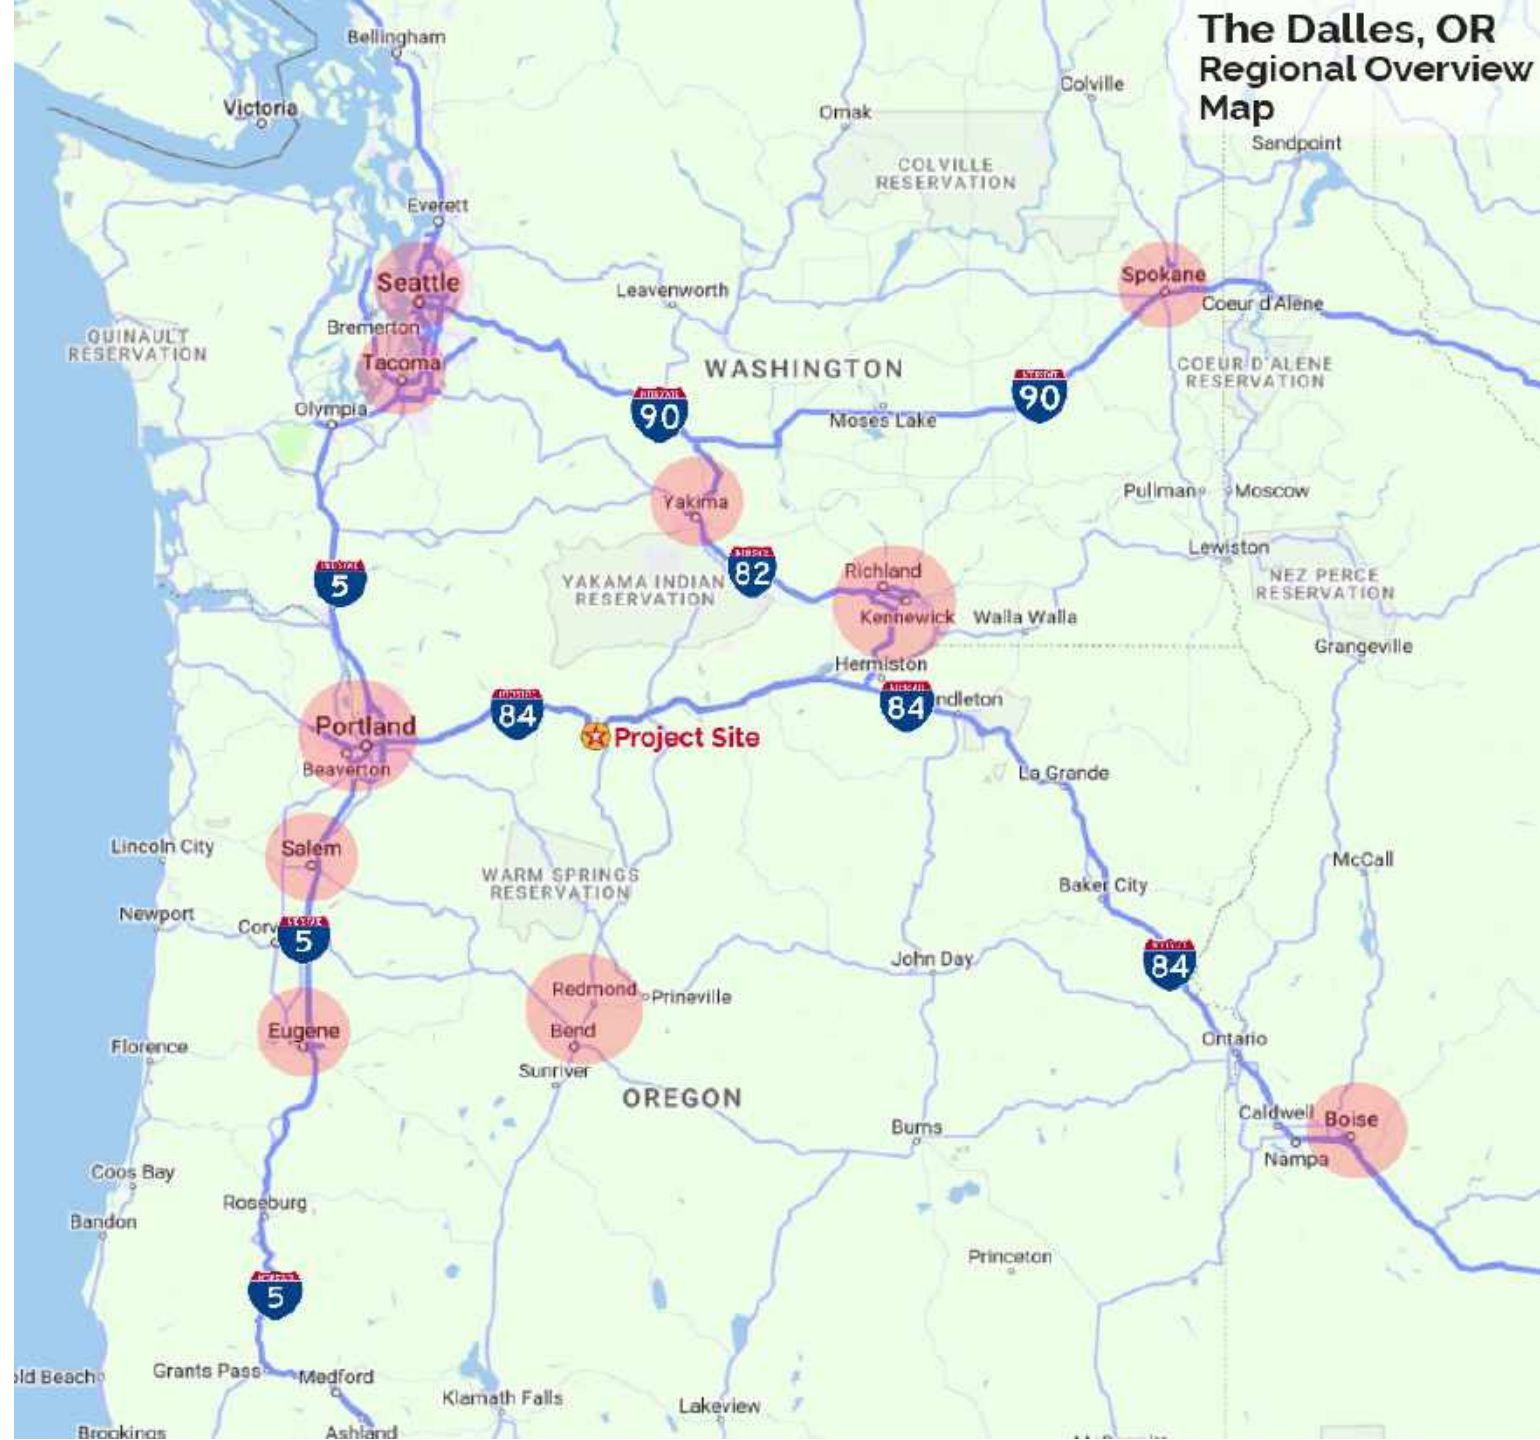 The Dalles, OR
Regional Overview
Map
Bellingham
Victoria
Colville
Omak
Sandpoint
COLVILLE
RESERVATION
Everett
Seattle
Spokane
Leavenworth
Coeur d'Alene
Bremerton
QUINAULT
RESERVATION
Tacoma
WASHINGTON
COEUR D'ALENE
RESERVATION
90
90
Olympia
Moses Lake
Yakima
Pullman
Moscow
Lewiston
5
82
Richland
YAKAMA INDIAN
RESERVATION
NEZ PERCE
RESERVATION
Kennewick
Walla Walla
Grangeville
Hermiston
84
84
ndleton
Portland
Project Site
Beaverton
La Grande
Lincoln City
Salem
McCall
WARM SPRINGS
RESERVATION
Baker City
Newport
Corv
5
John Day
84
Redmond
Prineville
Eugene
Bend
Ontario
Florence
Sunriver
OREGON
Caldwell
Boise
Burns
Nampa
Coos Bay
Roseburg
Bandon
Princeton
5
old Beach
Grants Pass
Medford
Klamath Falls
Lakeview
Brookings
Ashland